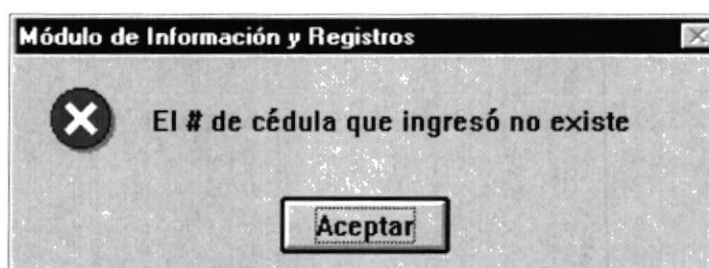 Módulo de Información y Registros
El # de cédula que ingresó no existe
Aceptar